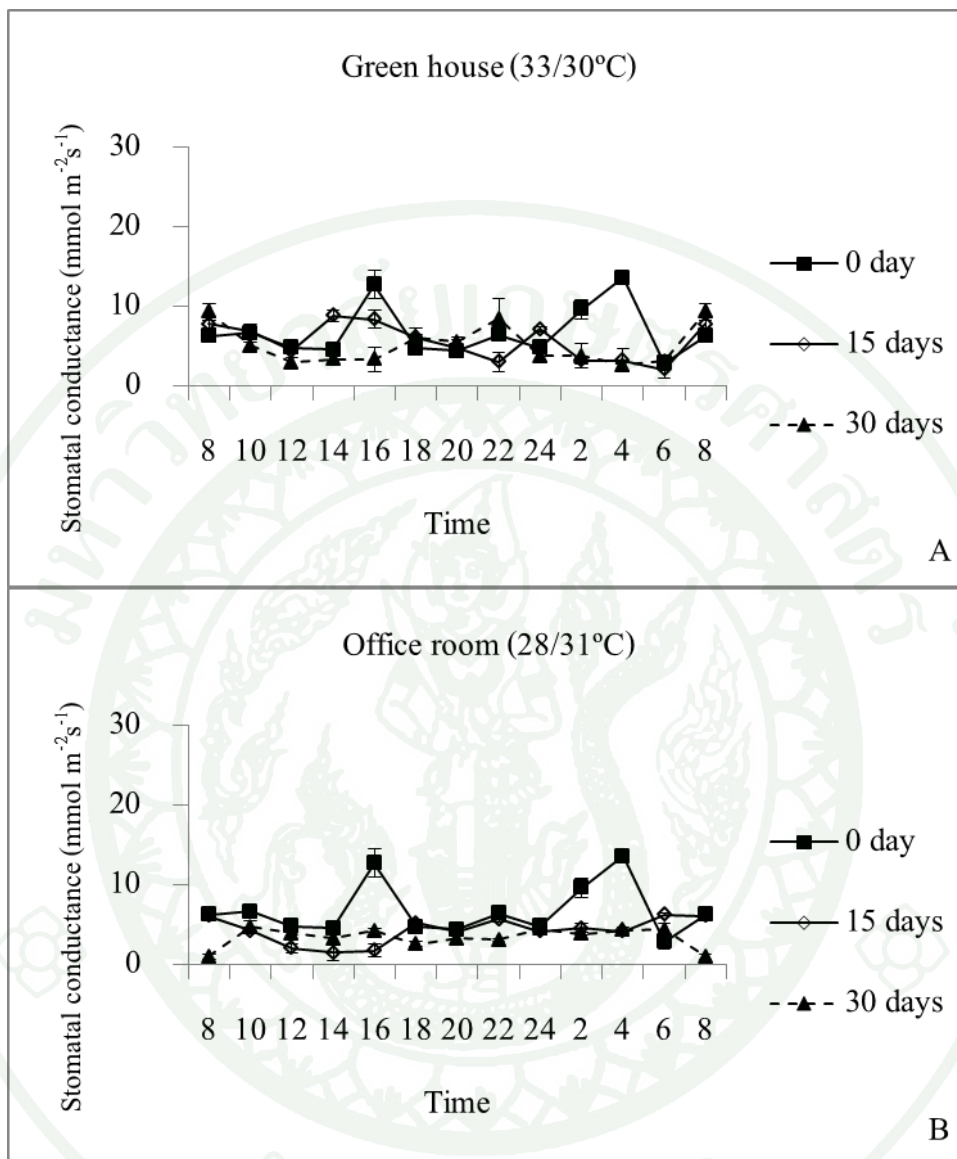 Green house (33/30ºC)
Stomatal conductance (mmol m⁻²s⁻¹)
30
20
10
0
8 10 12 14 16 18 20 22 24 2 4 6 8
Time
0 day
15 days
30 days
A
Office room (28/31ºC)
Stomatal conductance (mmol m⁻²s⁻¹)
30
20
10
0
8 10 12 14 16 18 20 22 24 2 4 6 8
Time
0 day
15 days
30 days
B